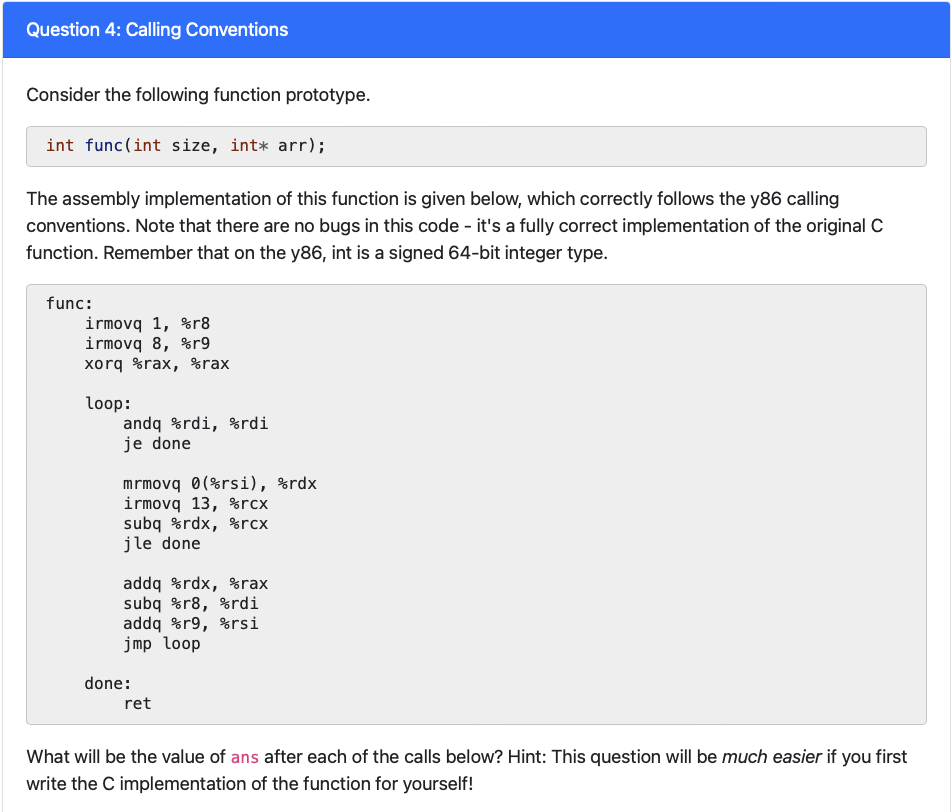 Question 4: Calling Conventions
Consider the following function prototype.
int func(int size, int* arr);
The assembly implementation of this function is given below, which correctly follows the y86 calling
conventions. Note that there are no bugs in this code - it's a fully correct implementation of the original C
function. Remember that on the y86, int is a signed 64-bit integer type.
func:
irmovq 1, %r8
irmovq 8, %r9
xorq %rax, %rax
loop:
andq %rdi, %rdi
je done
mrmovq 0(%rsi), %rdx
irmovq 13, %rcx
subq %rdx, %rcx
jle done
addq %rdx, %rax
subq %r8, %rdi
addq %r9, %rsi
jmp loop
done:
ret
What will be the value of ans after each of the calls below? Hint: This question will be much easier if you first
write the C implementation of the function for yourself!